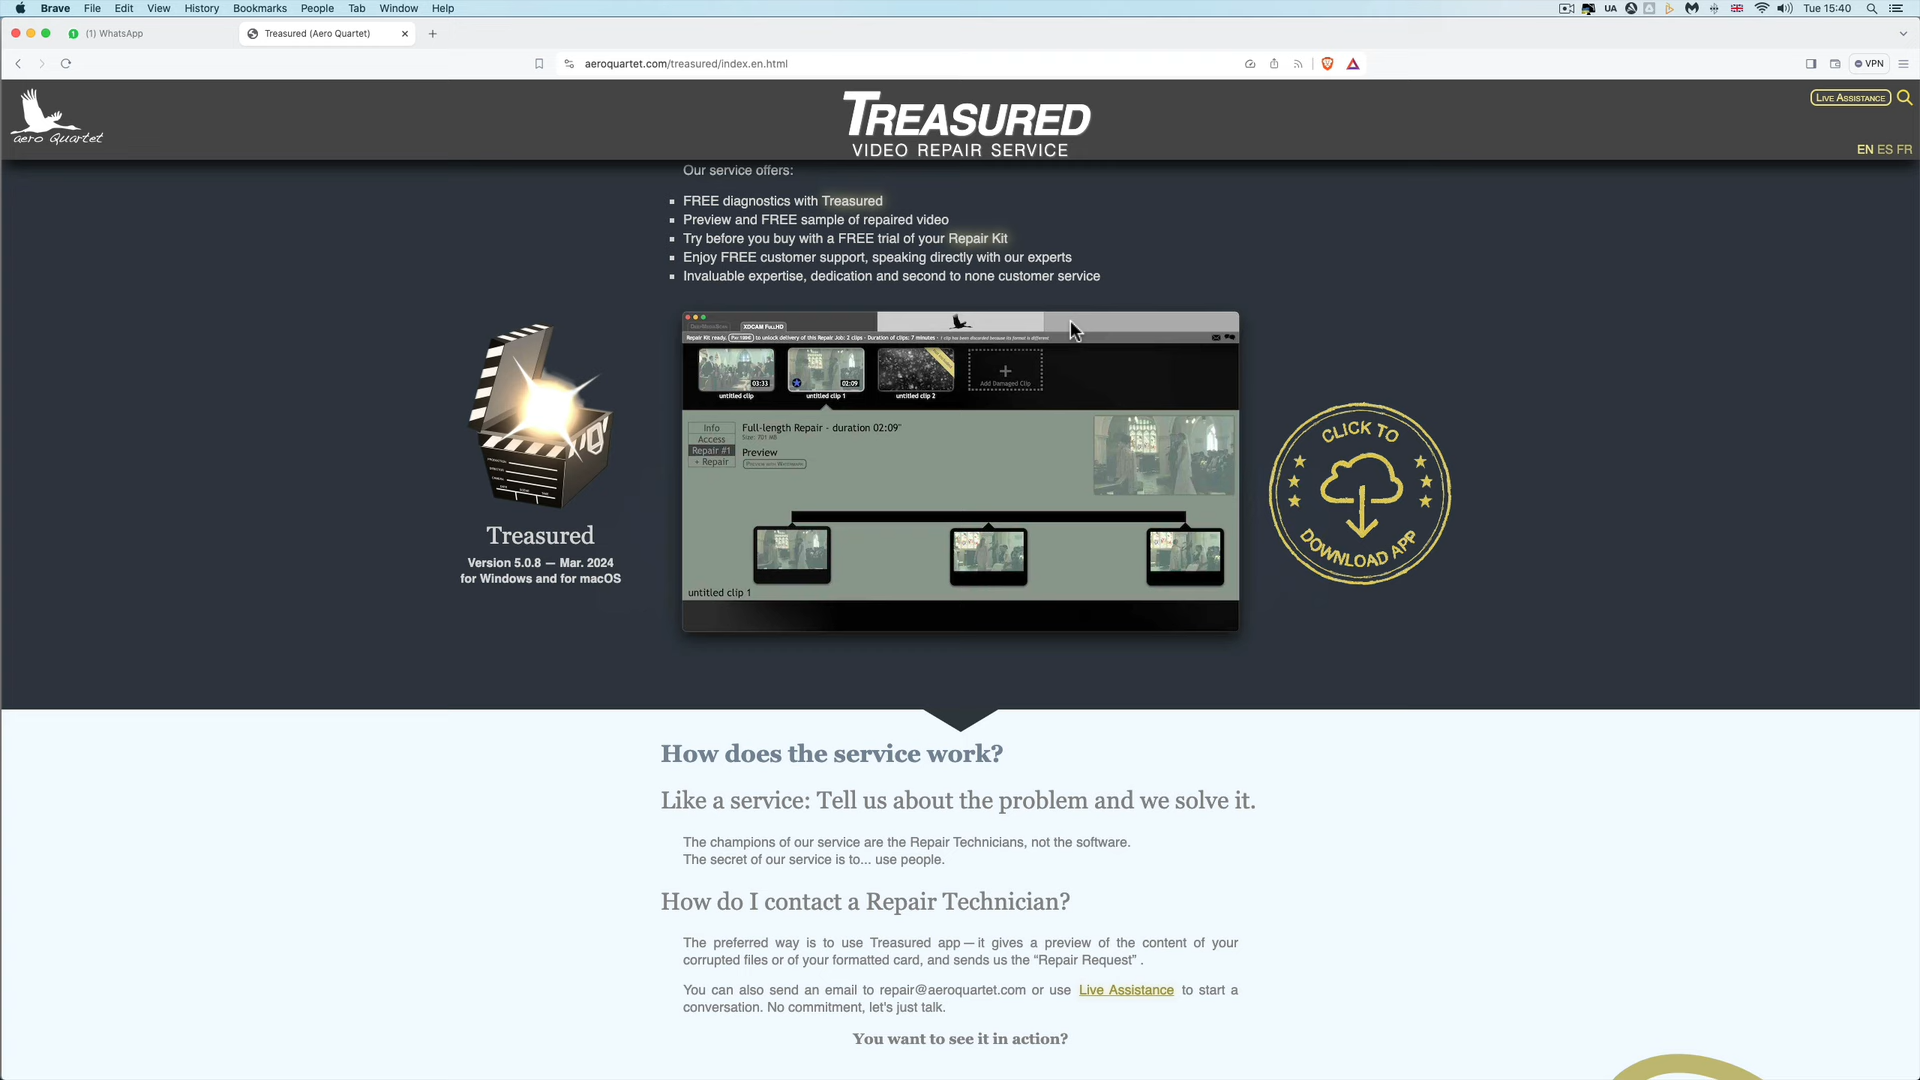 Brave File Edit View History Bookmarks People Tab Window Help
UA
Tue 15:40
(1) WhatsApp
Treasured (Aero Quartet)
aeroquartet.com/treasured/index.en.html
VPN
aero Quartet
TREASURED
VIDEO REPAIR SERVICE
LIVE ASSISTANCE
EN ES FR
Our service offers:
FREE diagnostics with Treasured
Preview and FREE sample of repaired video
Try before you buy with a FREE trial of your Repair Kit
Enjoy FREE customer support, speaking directly with our experts
Invaluable expertise, dedication and second to none customer service
XDCAM FullHD
Repair Kit ready. Pay 199€ to unlock delivery of this Repair Job: 2 clips - Duration of clips: 7 minutes - 1 clip has been discarded because its format is different
03:33
02:09
untitled clip
untitled clip 1
untitled clip 2
+
Add Damaged Clip
Info
Access
Repair #1
+ Repair
Full-length Repair - duration 02:09"
Size: 701 MB
Preview
untitled clip 1
Treasured
Version 5.0.8 — Mar. 2024
for Windows and for macOS
CLICK TO
DOWNLOAD APP
How does the service work?
Like a service: Tell us about the problem and we solve it.
The champions of our service are the Repair Technicians, not the software.
The secret of our service is to... use people.
How do I contact a Repair Technician?
The preferred way is to use Treasured app — it gives a preview of the content of your
corrupted files or of your formatted card, and sends us the “Repair Request” .
You can also send an email to repair@aeroquartet.com or use Live Assistance to start a
conversation. No commitment, let's just talk.
You want to see it in action?